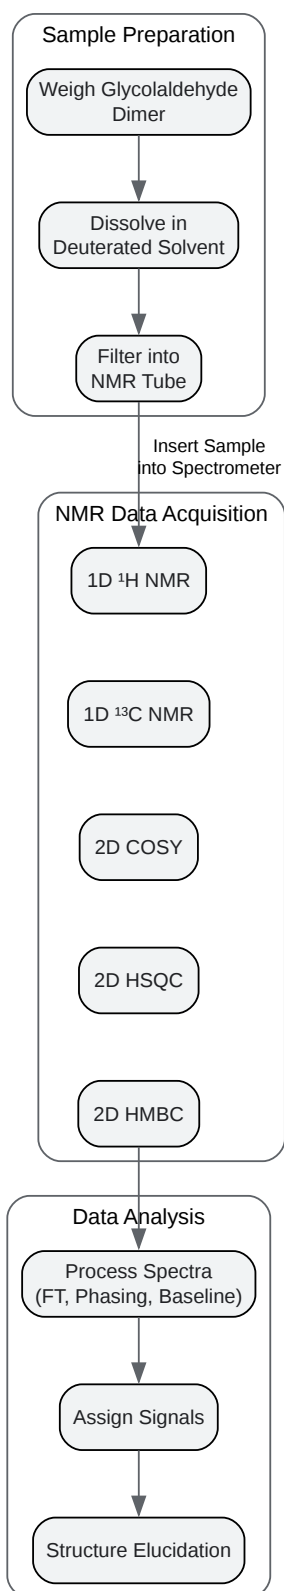 Sample Preparation
Weigh Glycolaldehyde
Dimer
Dissolve in
Deuterated Solvent
Filter into
NMR Tube
Insert Sample
into Spectrometer
NMR Data Acquisition
1D ¹H NMR
1D ¹³C NMR
2D COSY
2D HSQC
2D HMBC
Data Analysis
Process Spectra
(FT, Phasing, Baseline)
Assign Signals
Structure Elucidation